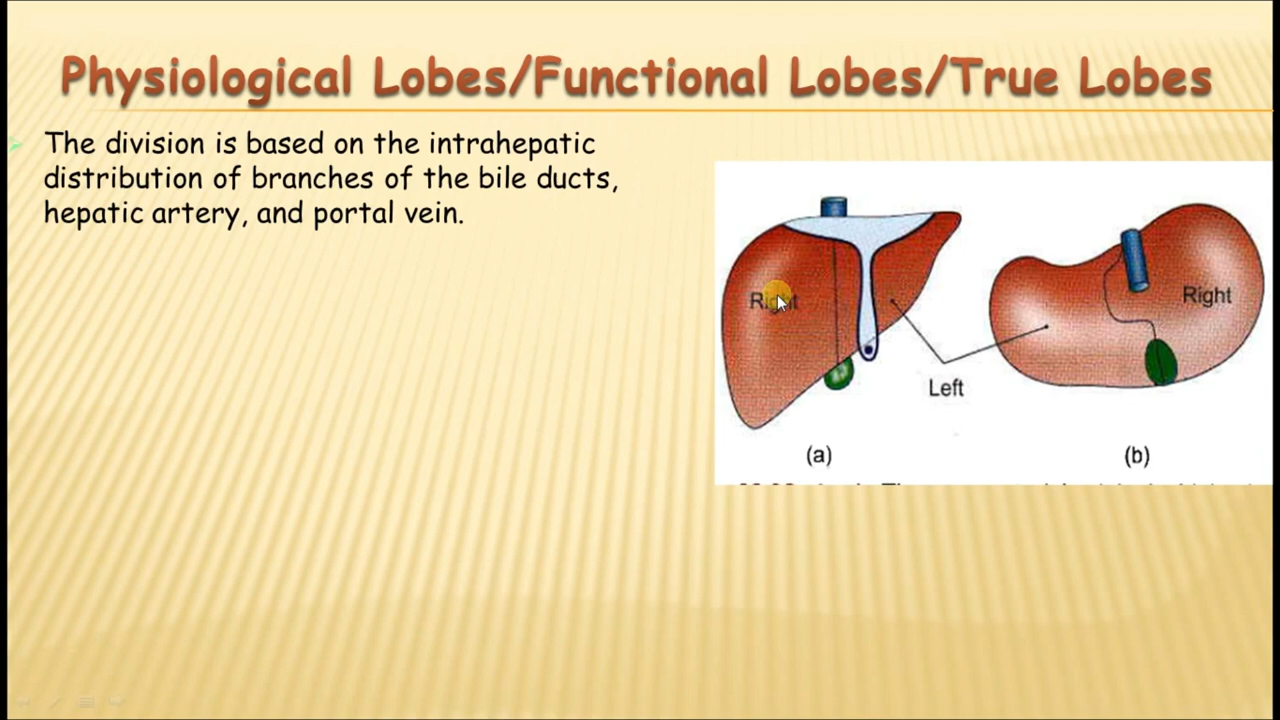 Physiological Lobes/Functional Lobes/True Lobes
The division is based on the intrahepatic
distribution of branches of the bile ducts,
hepatic artery, and portal vein.
Right
Right
Left
(a)
(b)